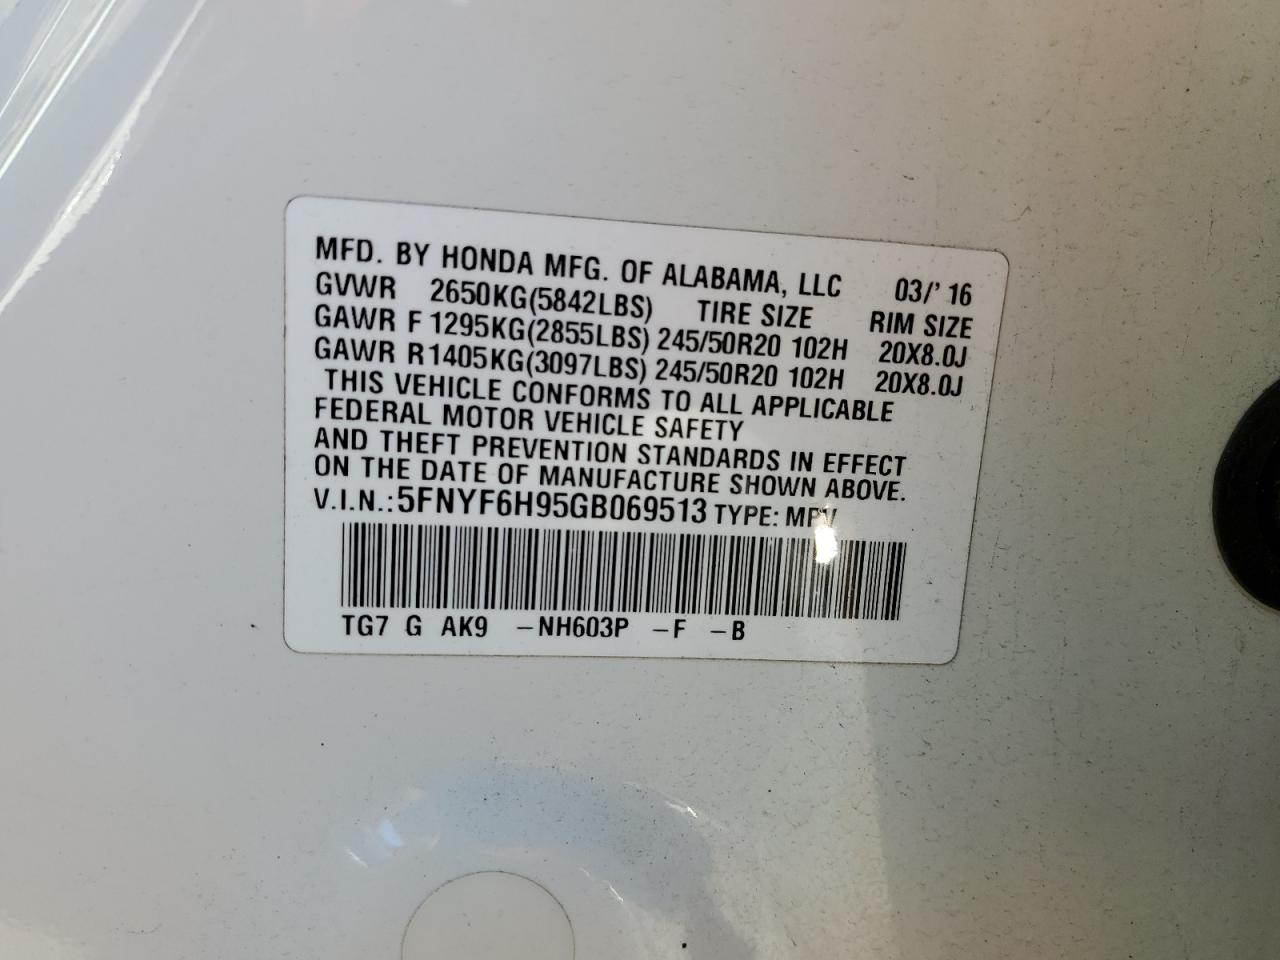 MFD. BY HONDA MFG. OF ALABAMA, LLC 03/' 16
GVWR 2650KG(5842LBS) TIRE SIZE RIM SIZE
GAWR F 1295KG(2855LBS) 245/50R20 102H 20X8.0J
GAWR R1405KG(3097LBS) 245/50R20 102H 20X8.0J
THIS VEHICLE CONFORMS TO ALL APPLICABLE
FEDERAL MOTOR VEHICLE SAFETY
AND THEFT PREVENTION STANDARDS IN EFFECT
ON THE DATE OF MANUFACTURE SHOWN ABOVE.
V.I.N.:5FNYF6H95GB069513 TYPE: MPV
TG7 G AK9 –NH603P –F –B